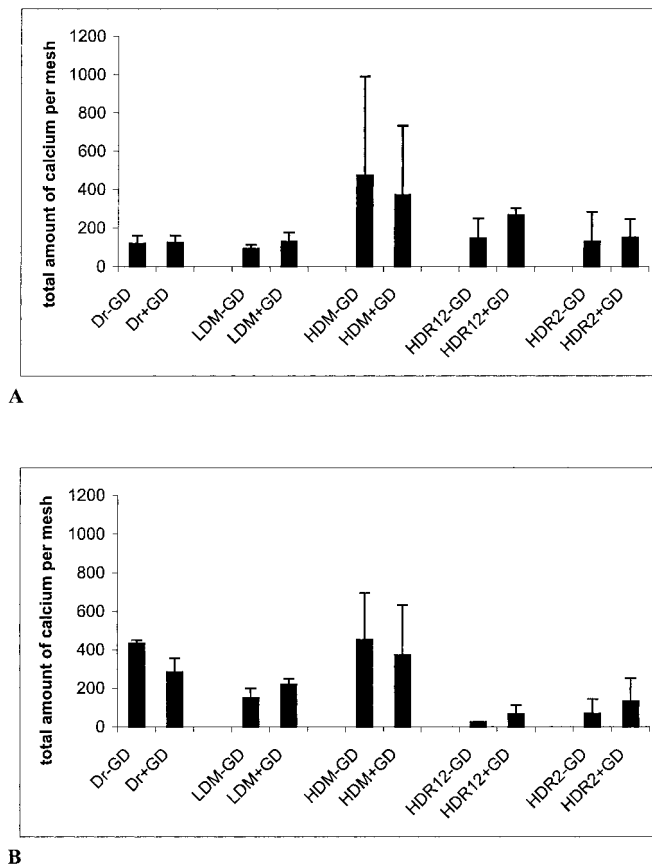 total amount of calcium per mesh
1200
1000
800
600
400
200
0
Dr-GD
Dr+GD
LDM-GD
LDM+GD
HDM-GD
HDM+GD
HDR12-GD
HDR12+GD
HDR2-GD
HDR2+GD
A
total amount of calcium per mesh
1200
1000
800
600
400
200
0
Dr-GD
Dr+GD
LDM-GD
LDM+GD
HDM-GD
HDM+GD
HDR12-GD
HDR12+GD
HDR2-GD
HDR2+GD
B